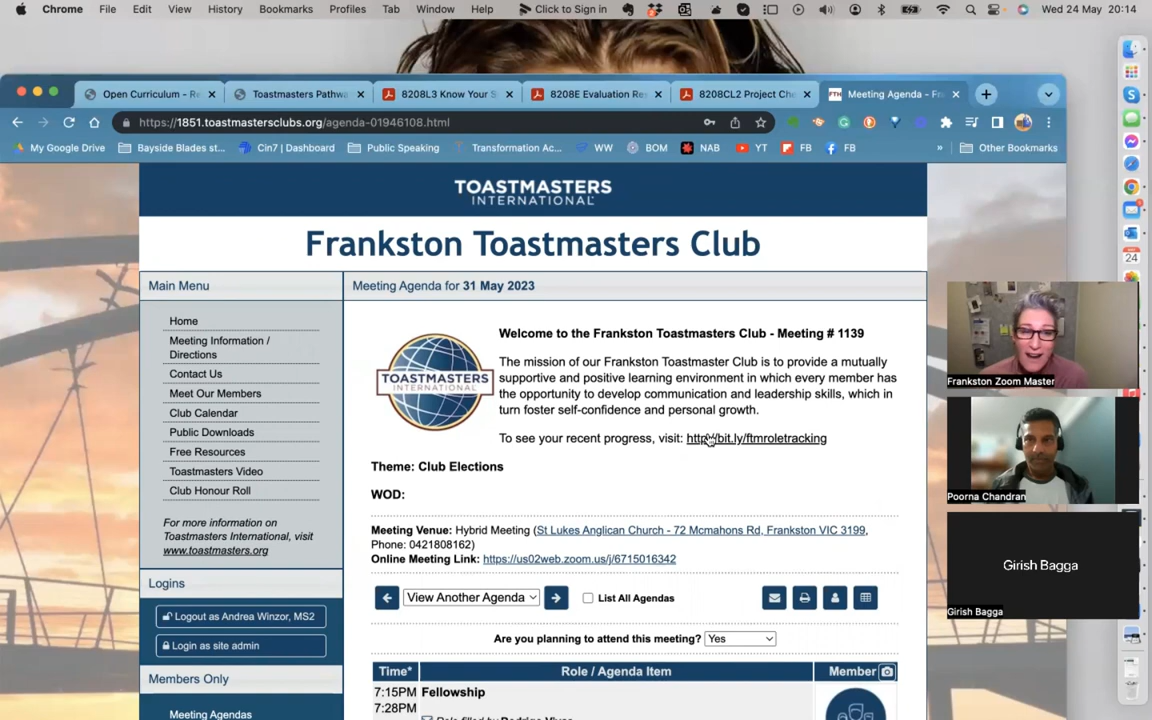 Chrome File Edit View History Bookmarks Profiles Tab Window Help Click to Sign in Wed 24 May 20:14
Open Curriculum - R
Toastmasters Pathwa
8208L3 Know Your S
8208E Evaluation Res
8208CL2 Project Che
Meeting Agenda - Fr
https://1851.toastmastersclubs.org/agenda-01946108.html
My Google Drive Bayside Blades st... Cin7 | Dashboard Public Speaking Transformation Ac... WW BOM NAB YT FB FB » Other Bookmarks
TOASTMASTERS
INTERNATIONAL
Frankston Toastmasters Club
Main Menu
Home
Meeting Information /
Directions
Contact Us
Meet Our Members
Club Calendar
Public Downloads
Free Resources
Toastmasters Video
Club Honour Roll
For more information on
Toastmasters International, visit
www.toastmasters.org
Logins
Logout as Andrea Winzor, MS2
Login as site admin
Members Only
Meeting Agendas
Meeting Agenda for 31 May 2023
TOASTMASTERS
INTERNATIONAL
Welcome to the Frankston Toastmasters Club - Meeting # 1139
The mission of our Frankston Toastmaster Club is to provide a mutually
supportive and positive learning environment in which every member has
the opportunity to develop communication and leadership skills, which in
turn foster self-confidence and personal growth.
To see your recent progress, visit: http://bit.ly/ftmroletracking
Theme: Club Elections
WOD:
Meeting Venue: Hybrid Meeting (St Lukes Anglican Church - 72 Mcmahons Rd, Frankston VIC 3199,
Phone: 0421808162)
Online Meeting Link: https://us02web.zoom.us/j/6715016342
View Another Agenda
List All Agendas
Are you planning to attend this meeting? Yes
Time* Role / Agenda Item Member
7:15PM Fellowship
7:28PM
Role filled by Rodrigo Vivas
Frankston Zoom Master
Poorna Chandran
Girish Bagga
Girish Bagga